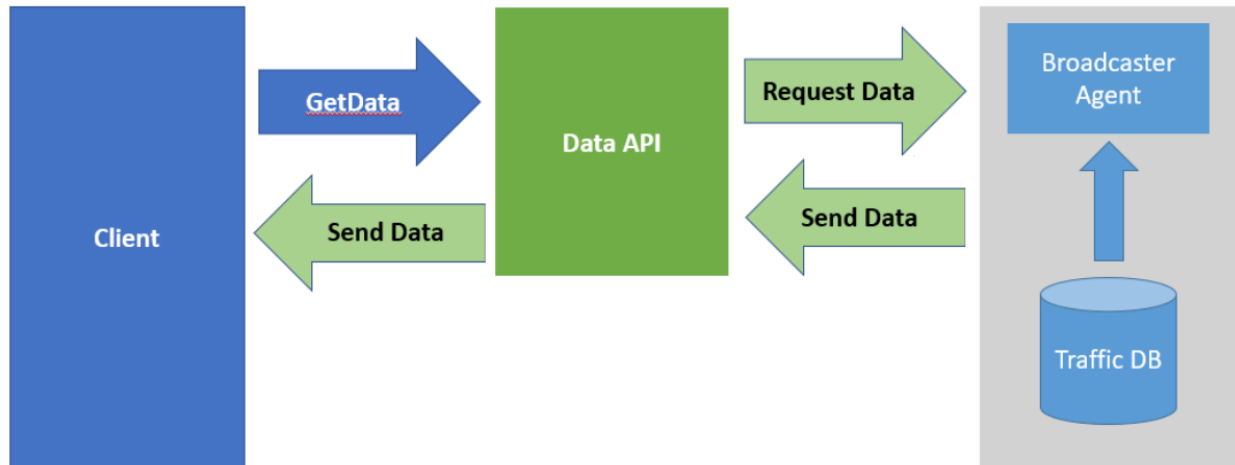 Client
GetData
Send Data
Data API
Request Data
Send Data
Broadcaster
Agent
Traffic DB